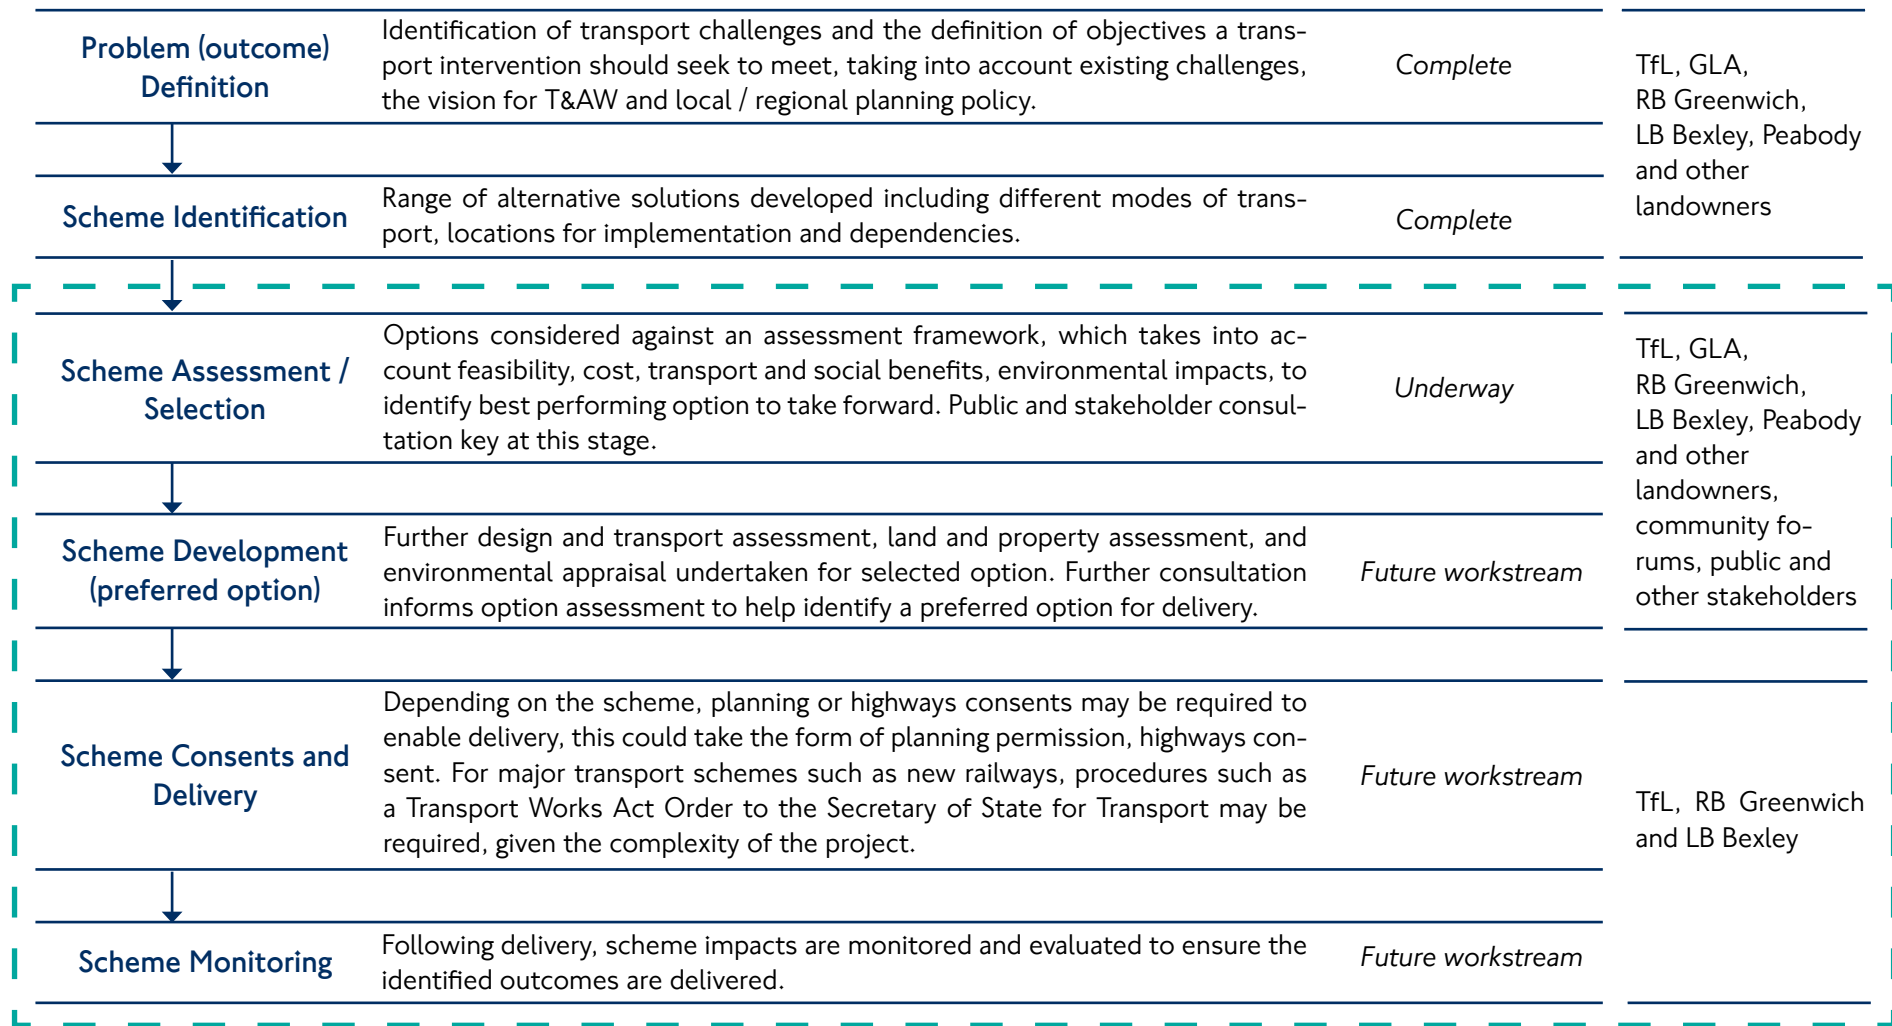 Problem (outcome)
Definition
Identification of transport challenges and the definition of objectives a trans-
port intervention should seek to meet, taking into account existing challenges,
the vision for T&AW and local / regional planning policy.
Complete
TfL, GLA,
RB Greenwich,
LB Bexley, Peabody
and other
landowners
Scheme Identification
Range of alternative solutions developed including different modes of trans-
port, locations for implementation and dependencies.
Complete
Scheme Assessment /
Selection
Options considered against an assessment framework, which takes into ac-
count feasibility, cost, transport and social benefits, environmental impacts, to
identify best performing option to take forward. Public and stakeholder consul-
tation key at this stage.
Underway
TfL, GLA,
RB Greenwich,
LB Bexley, Peabody
and other
landowners,
community fo-
rums, public and
other stakeholders
Scheme Development
(preferred option)
Further design and transport assessment, land and property assessment, and
environmental appraisal undertaken for selected option. Further consultation
informs option assessment to help identify a preferred option for delivery.
Future workstream
Scheme Consents and
Delivery
Depending on the scheme, planning or highways consents may be required to
enable delivery, this could take the form of planning permission, highways con-
sent. For major transport schemes such as new railways, procedures such as
a Transport Works Act Order to the Secretary of State for Transport may be
required, given the complexity of the project.
Future workstream
TfL, RB Greenwich
and LB Bexley
Scheme Monitoring
Following delivery, scheme impacts are monitored and evaluated to ensure the
identified outcomes are delivered.
Future workstream